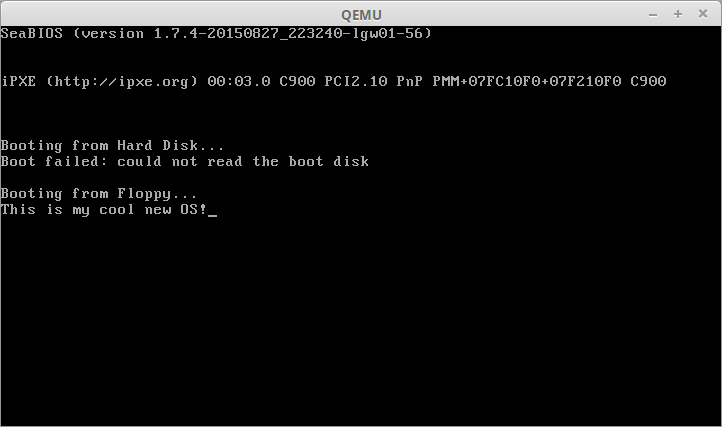 QEMU
SeaBIOS (version 1.7.4-20150827_223240-lgw01-56)
iPXE (http://ipxe.org) 00:03.0 C900 PCI2.10 PnP PMM+07FC10F0+07F210F0 C900
Booting from Hard Disk...
Boot failed: could not read the boot disk
Booting from Floppy...
This is my cool new OS!_